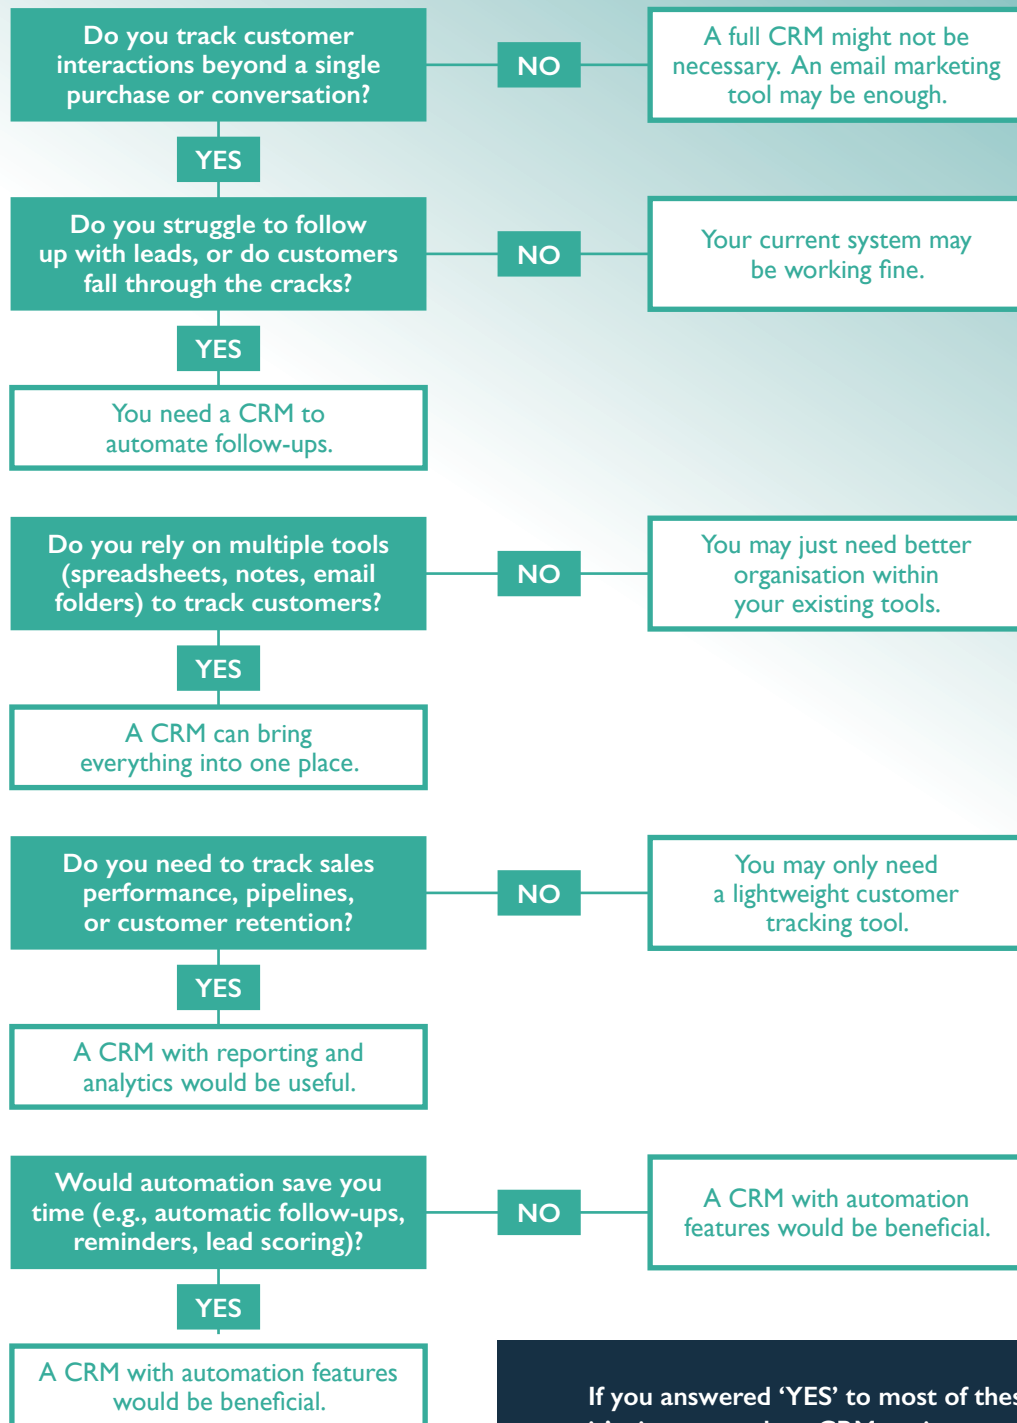 Do you track customer
interactions beyond a single
purchase or conversation?
NO
A full CRM might not be
necessary. An email marketing
tool may be enough.
YES
Do you struggle to follow
up with leads, or do customers
fall through the cracks?
NO
Your current system may
be working fine.
YES
You need a CRM to
automate follow-ups.
Do you rely on multiple tools
(spreadsheets, notes, email
folders) to track customers?
NO
You may just need better
organisation within
your existing tools.
YES
A CRM can bring
everything into one place.
Do you need to track sales
performance, pipelines,
or customer retention?
NO
You may only need
a lightweight customer
tracking tool.
YES
A CRM with reporting and
analytics would be useful.
Would automation save you
time (e.g., automatic follow-ups,
reminders, lead scoring)?
NO
A CRM with automation
features would be beneficial.
YES
A CRM with automation features
would be beneficial.
If you answered ‘YES’ to most of thes